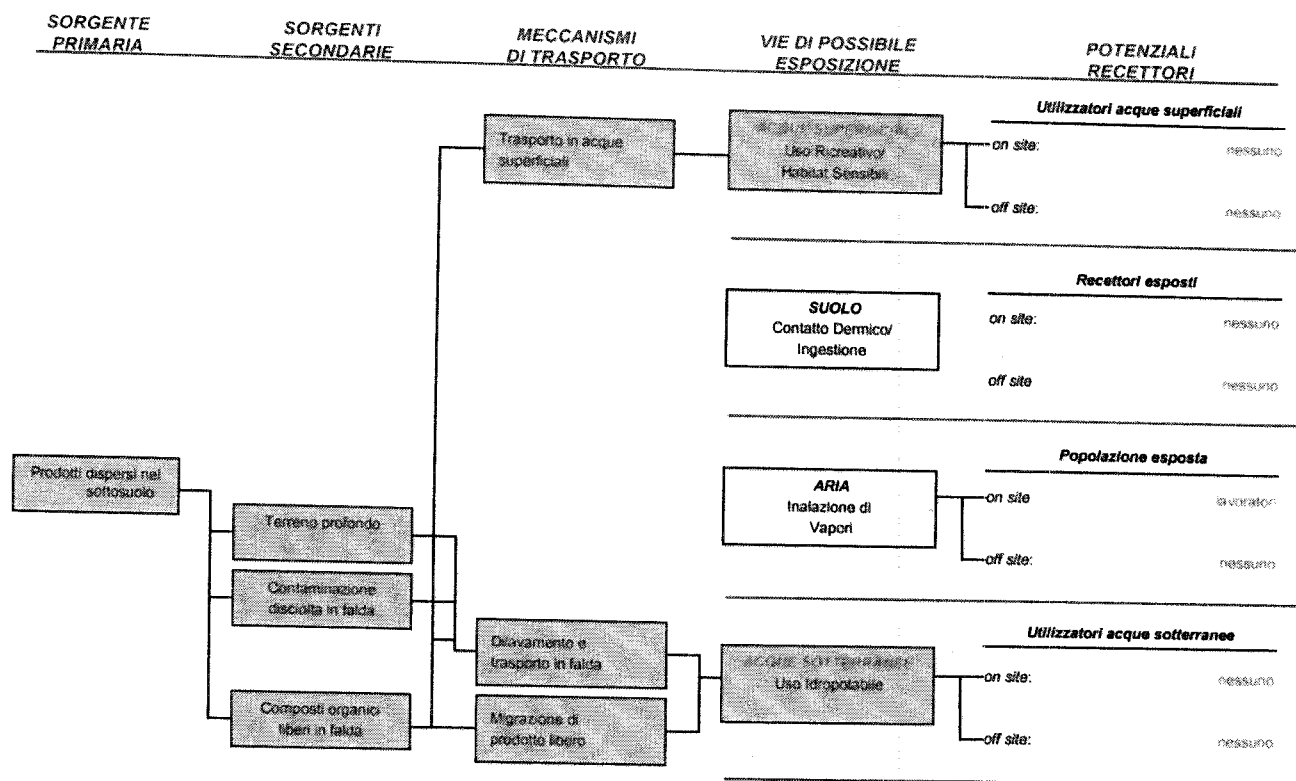 SORGENTE
PRIMARIA
SORGENTI
SECONDARIE
MECCANISMI
DI TRASPORTO
VIE DI POSSIBILE
ESPOSIZIONE
POTENZIALI
RECETTORI
Trasporto in acque
superficiali
ACQUE SUPERFICIALI
Uso Ricreativo/
Habitat Sensibili
Utilizzatori acque superficiali
on site: nessuno
off site: nessuno
SUOLO
Contatto Dermico/
Ingestione
Recettori esposti
on site: nessuno
off site nessuno
Prodotti dispersi nel
sottosuolo
Terreno profondo
Contaminazione
disciolta in falda
Composti organici
liberi in falda
ARIA
Inalazione di
Vapori
Popolazione esposta
on site lavoratori
off site: nessuno
Dilavamento e
trasporto in falda
Migrazione di
prodotto libero
ACQUE SOTTERRANEE
Uso Idropotabile
Utilizzatori acque sotterranee
on site: nessuno
off site: nessuno